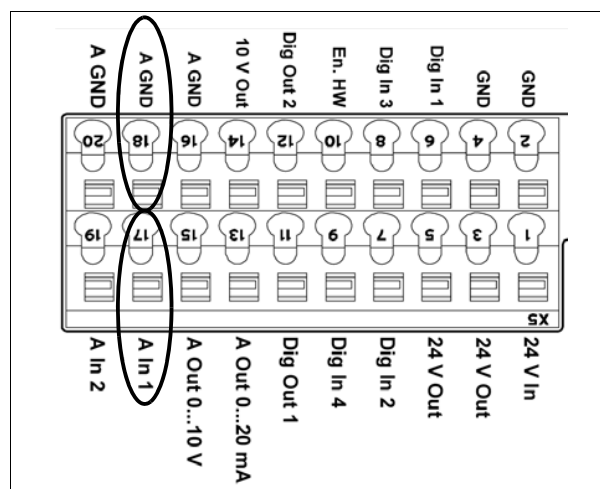 A GND
A GND
A GND
10 V Out
Dig Out 2
En. HW
Dig In 3
Dig In 1
GND
GND
20
18
16
14
12
10
8
6
4
2
19
17
15
13
11
9
7
5
3
1
X5
A In 2
A In 1
A Out 0...10 V
A Out 0...20 mA
Dig Out 1
Dig In 4
Dig In 2
24 V Out
24 V Out
24 V In